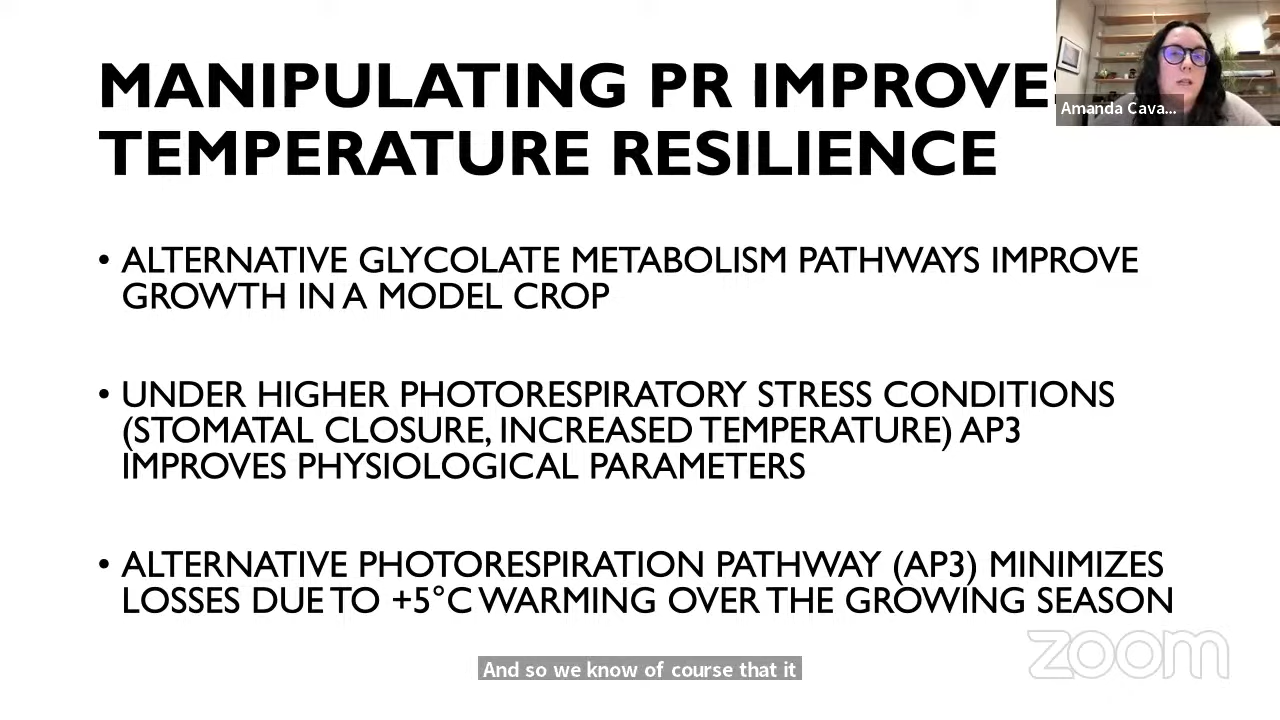 MANIPULATING PR IMPROVES
TEMPERATURE RESILIENCE
Amanda Cava...
• ALTERNATIVE GLYCOLATE METABOLISM PATHWAYS IMPROVE
GROWTH IN A MODEL CROP
• UNDER HIGHER PHOTORESPIRATORY STRESS CONDITIONS
(STOMATAL CLOSURE, INCREASED TEMPERATURE) AP3
IMPROVES PHYSIOLOGICAL PARAMETERS
• ALTERNATIVE PHOTORESPIRATION PATHWAY (AP3) MINIMIZES
LOSSES DUE TO +5°C WARMING OVER THE GROWING SEASON
zoom
And so we know of course that it